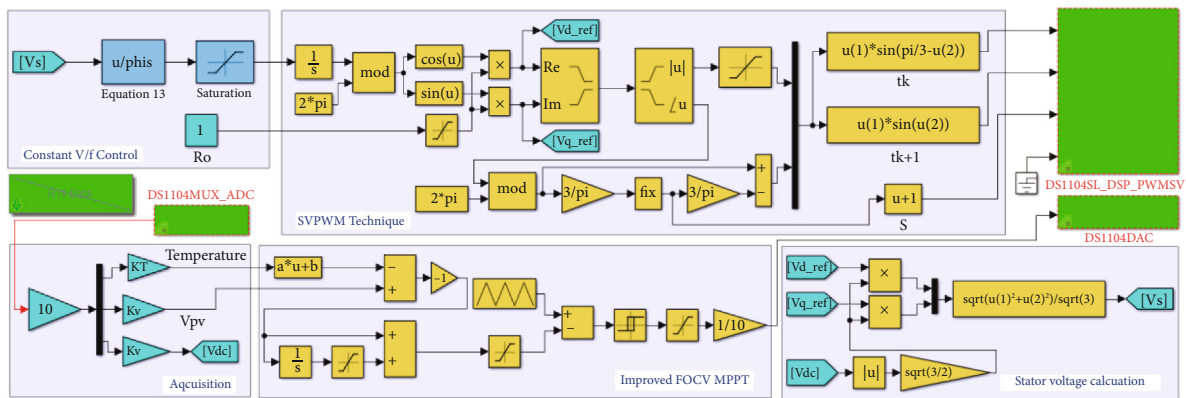 [Vs]
u/phis
Equation 13
Saturation
1
Ro
Constant V/f Control
1
s
2*pi
mod
cos(u)
sin(u)
×
×
[Vd_ref]
Re
Im
[Vq_ref]
|u|
∠u
2*pi
mod
3/pi
fix
3/pi
+
−
u(1)*sin(pi/3-u(2))
tk
u(1)*sin(u(2))
tk+1
u+1
S
SVPWM Technique
DS1104SL_DSP_PWMSV
DS1104DAC
DS1104MUX_ADC
10
KT
Temperature
Kv
Vpv
Kv
[Vdc]
Aqcuisition
a*u+b
−
+
-1
1
s
+
+
+
−
1/10
Improved FOCV MPPT
[Vd_ref]
×
[Vq_ref]
×
sqrt(u(1)²+u(2)²)/sqrt(3)
[Vs]
[Vdc]
|u|
sqrt(3/2)
Stator voltage calcuation